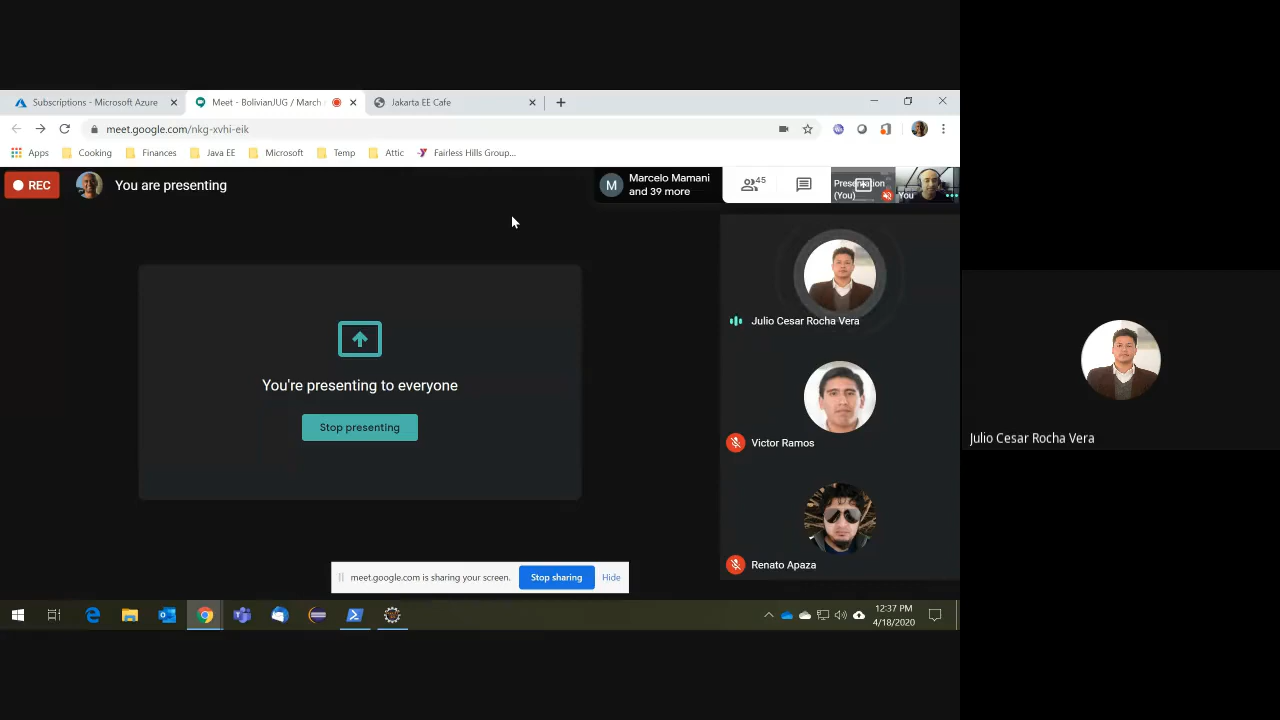 Subscriptions - Microsoft Azure
Meet - BolivianJUG / March
Jakarta EE Cafe
meet.google.com/nkg-xvhi-eik
Apps
Cooking
Finances
Java EE
Microsoft
Temp
Attic
Fairless Hills Group...
REC
You are presenting
M
Marcelo Mamani
and 39 more
45
Presentation
(You)
You
Julio Cesar Rocha Vera
You're presenting to everyone
Stop presenting
Victor Ramos
Renato Apaza
Julio Cesar Rocha Vera
meet.google.com is sharing your screen.
Stop sharing
Hide
12:37 PM
4/18/2020